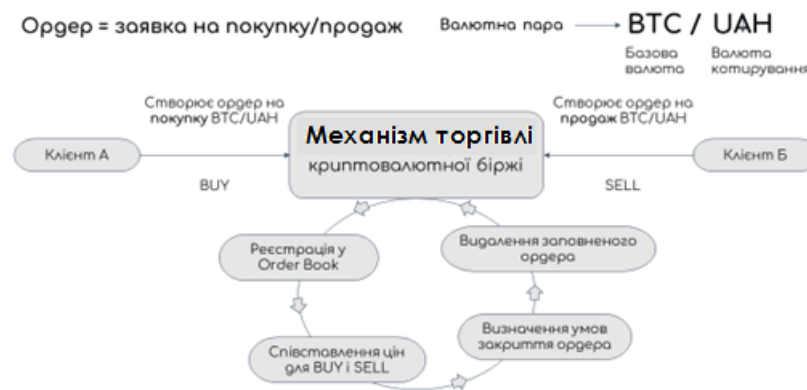 Ордер = заявка на покупку/продаж
Валютна пара
BTC / UAH
Базова
валюта
Валюта
котирування
Створює ордер на
покупку BTC/UAH
Створює ордер на
продаж BTC/UAH
Клієнт А
Механізм торгівлі
криптовалютної біржі
Клієнт Б
BUY
SELL
Реєстрація у
Order Book
Видалення заповненого
ордера
Співставлення цін
для BUY і SELL
Визначення умов
закриття ордера